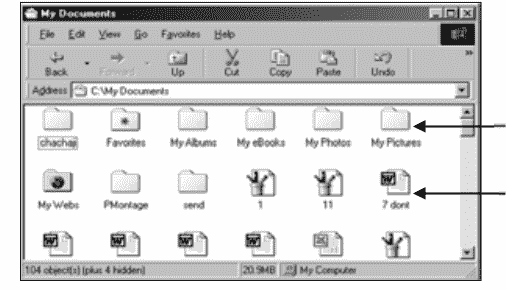 My Documents
File Edit View Go Favorites Help
Back Forward Up Cut Copy Paste Undo
Address C:\My Documents
chachaji Favorites My Albums My eBooks My Photos My Pictures
My Webs PMontage send 1 11 7 dont
104 object(s) (plus 4 hidden) 20.9MB My Computer